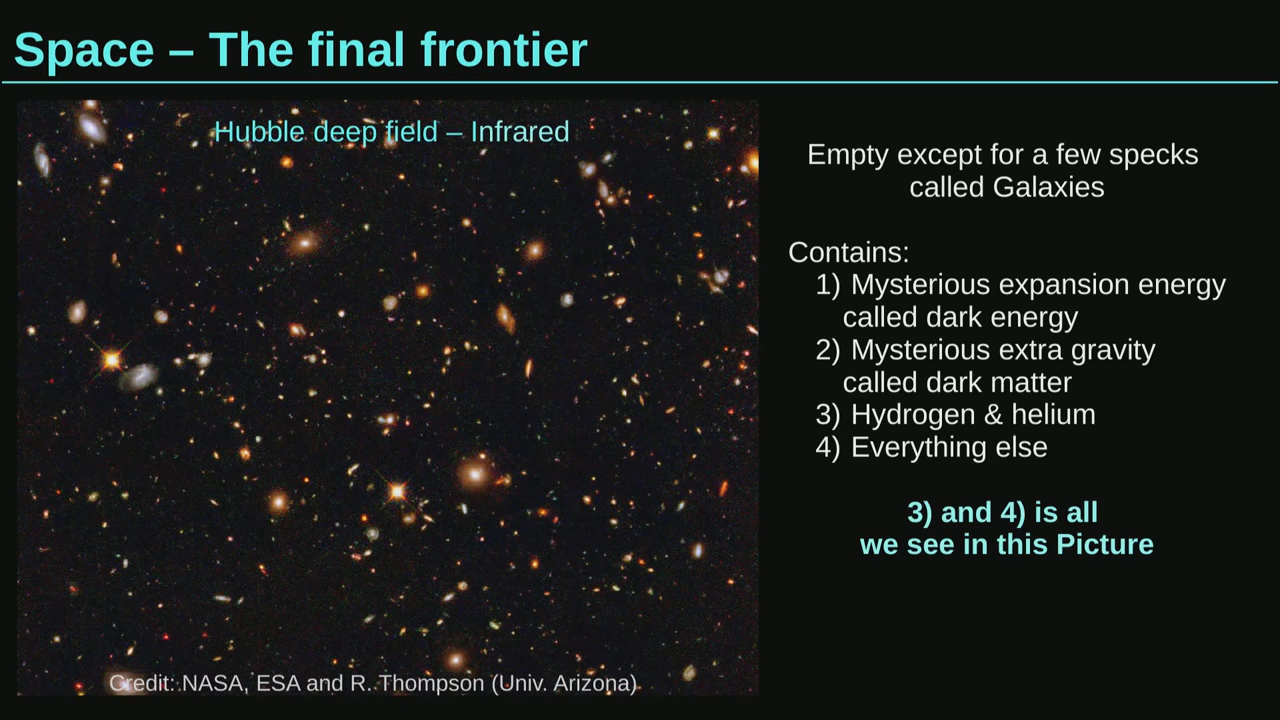 Space – The final frontier
Hubble deep field – Infrared
Credit: NASA, ESA and R. Thompson (Univ. Arizona)
Empty except for a few specks
called Galaxies
Contains:
1) Mysterious expansion energy
called dark energy
2) Mysterious extra gravity
called dark matter
3) Hydrogen & helium
4) Everything else
3) and 4) is all
we see in this Picture